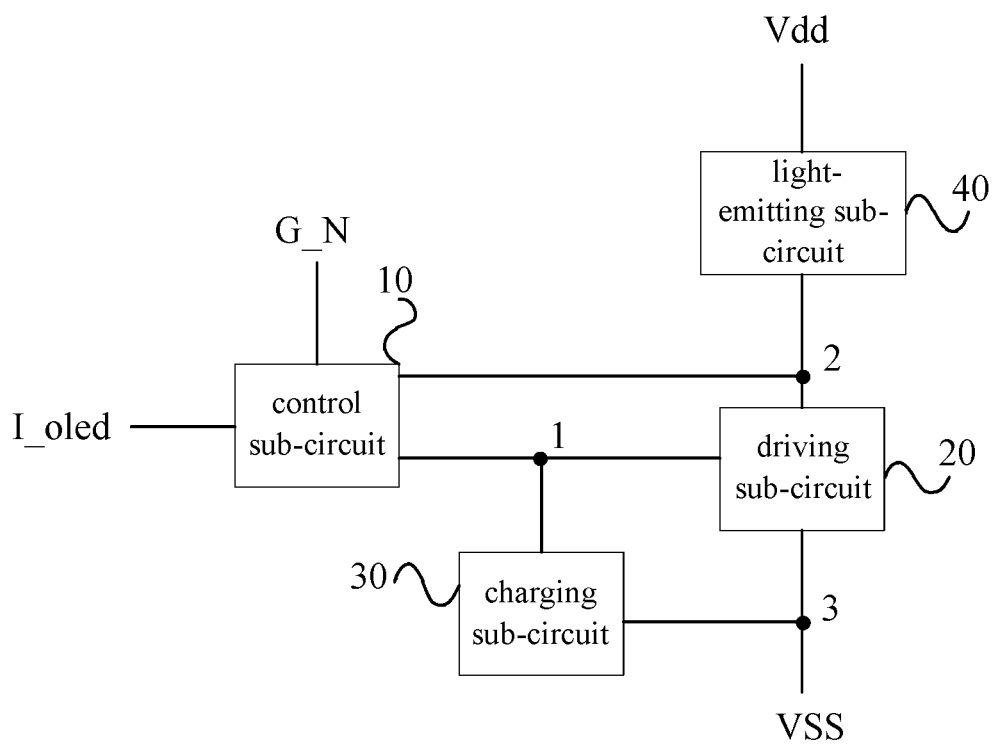 Vdd
light-
emitting sub-
circuit
40
G_N
10
2
I_oled
control
sub-circuit
1
driving
sub-circuit
20
30
charging
sub-circuit
3
VSS